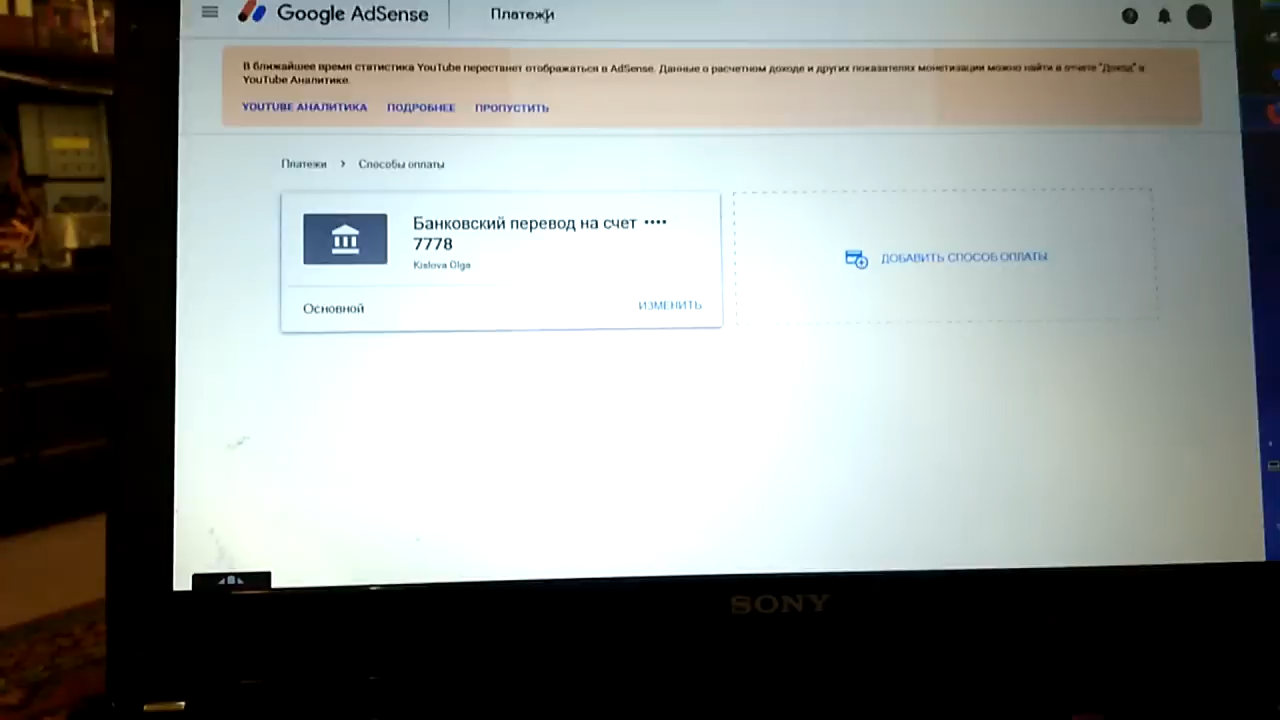 Google AdSense
Платежи
В ближайшее время статистика YouTube перестанет отображаться в AdSense. Данные о расчетном доходе и других показателях монетизации можно найти в отчете "Доход" в
YouTube Аналитике.
YOUTUBE АНАЛИТИКА ПОДРОБНЕЕ ПРОПУСТИТЬ
Платежи > Способы оплаты
Банковский перевод на счет ••••
7778
Kislova Olga
Основной
ИЗМЕНИТЬ
ДОБАВИТЬ СПОСОБ ОПЛАТЫ
SONY